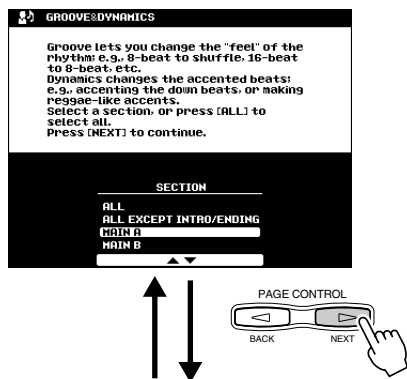 GROOVE&DYNAMICS
Groove lets you change the "feel" of the
rhythm; e.g., 8-beat to shuffle, 16-beat
to 8-beat, etc.
Dynamics changes the accented beats;
e.g., accenting the down beats, or making
reggae-like accents.
Select a section, or press [ALL] to
select all.
Press [NEXT] to continue.
SECTION
ALL
ALL EXCEPT INTRO/ENDING
MAIN A
MAIN B
PAGE CONTROL
BACK NEXT